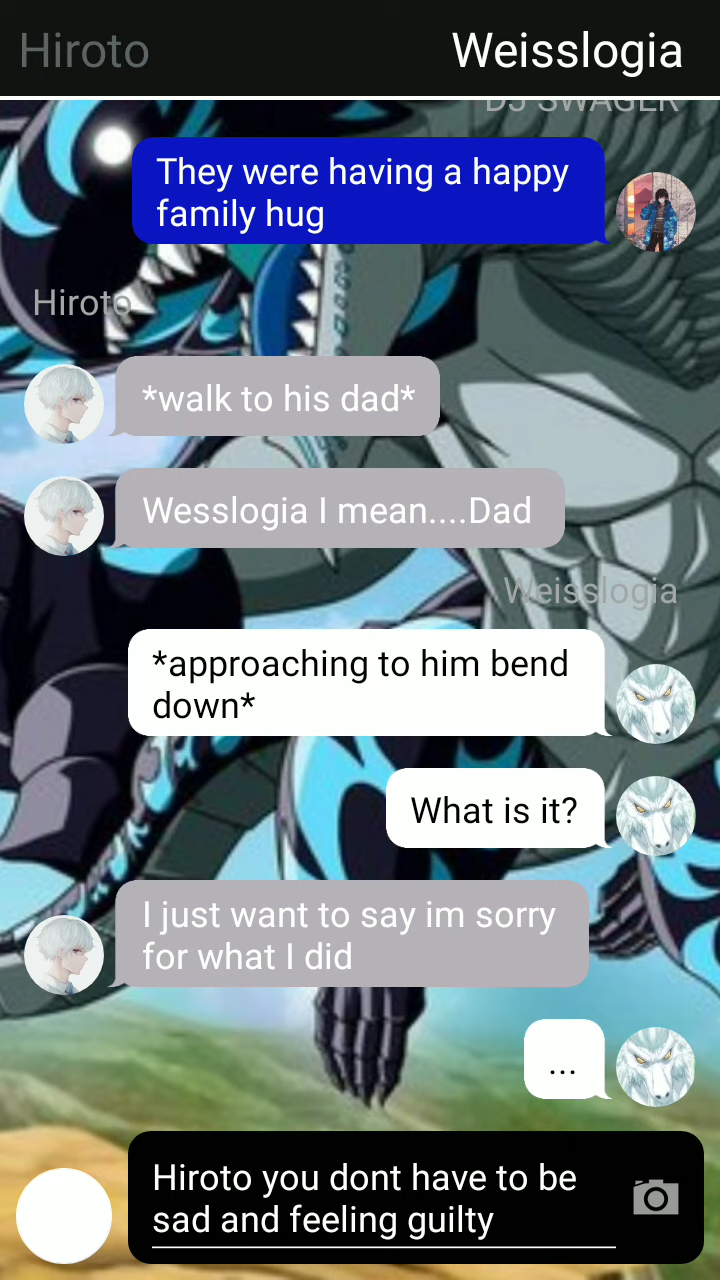 Hiroto
Weisslogia
DJ SWAGER
They were having a happy
family hug
Hiroto
*walk to his dad*
Wesslogia I mean....Dad
Weisslogia
*approaching to him bend
down*
What is it?
I just want to say im sorry
for what I did
...
Hiroto you dont have to be
sad and feeling guilty